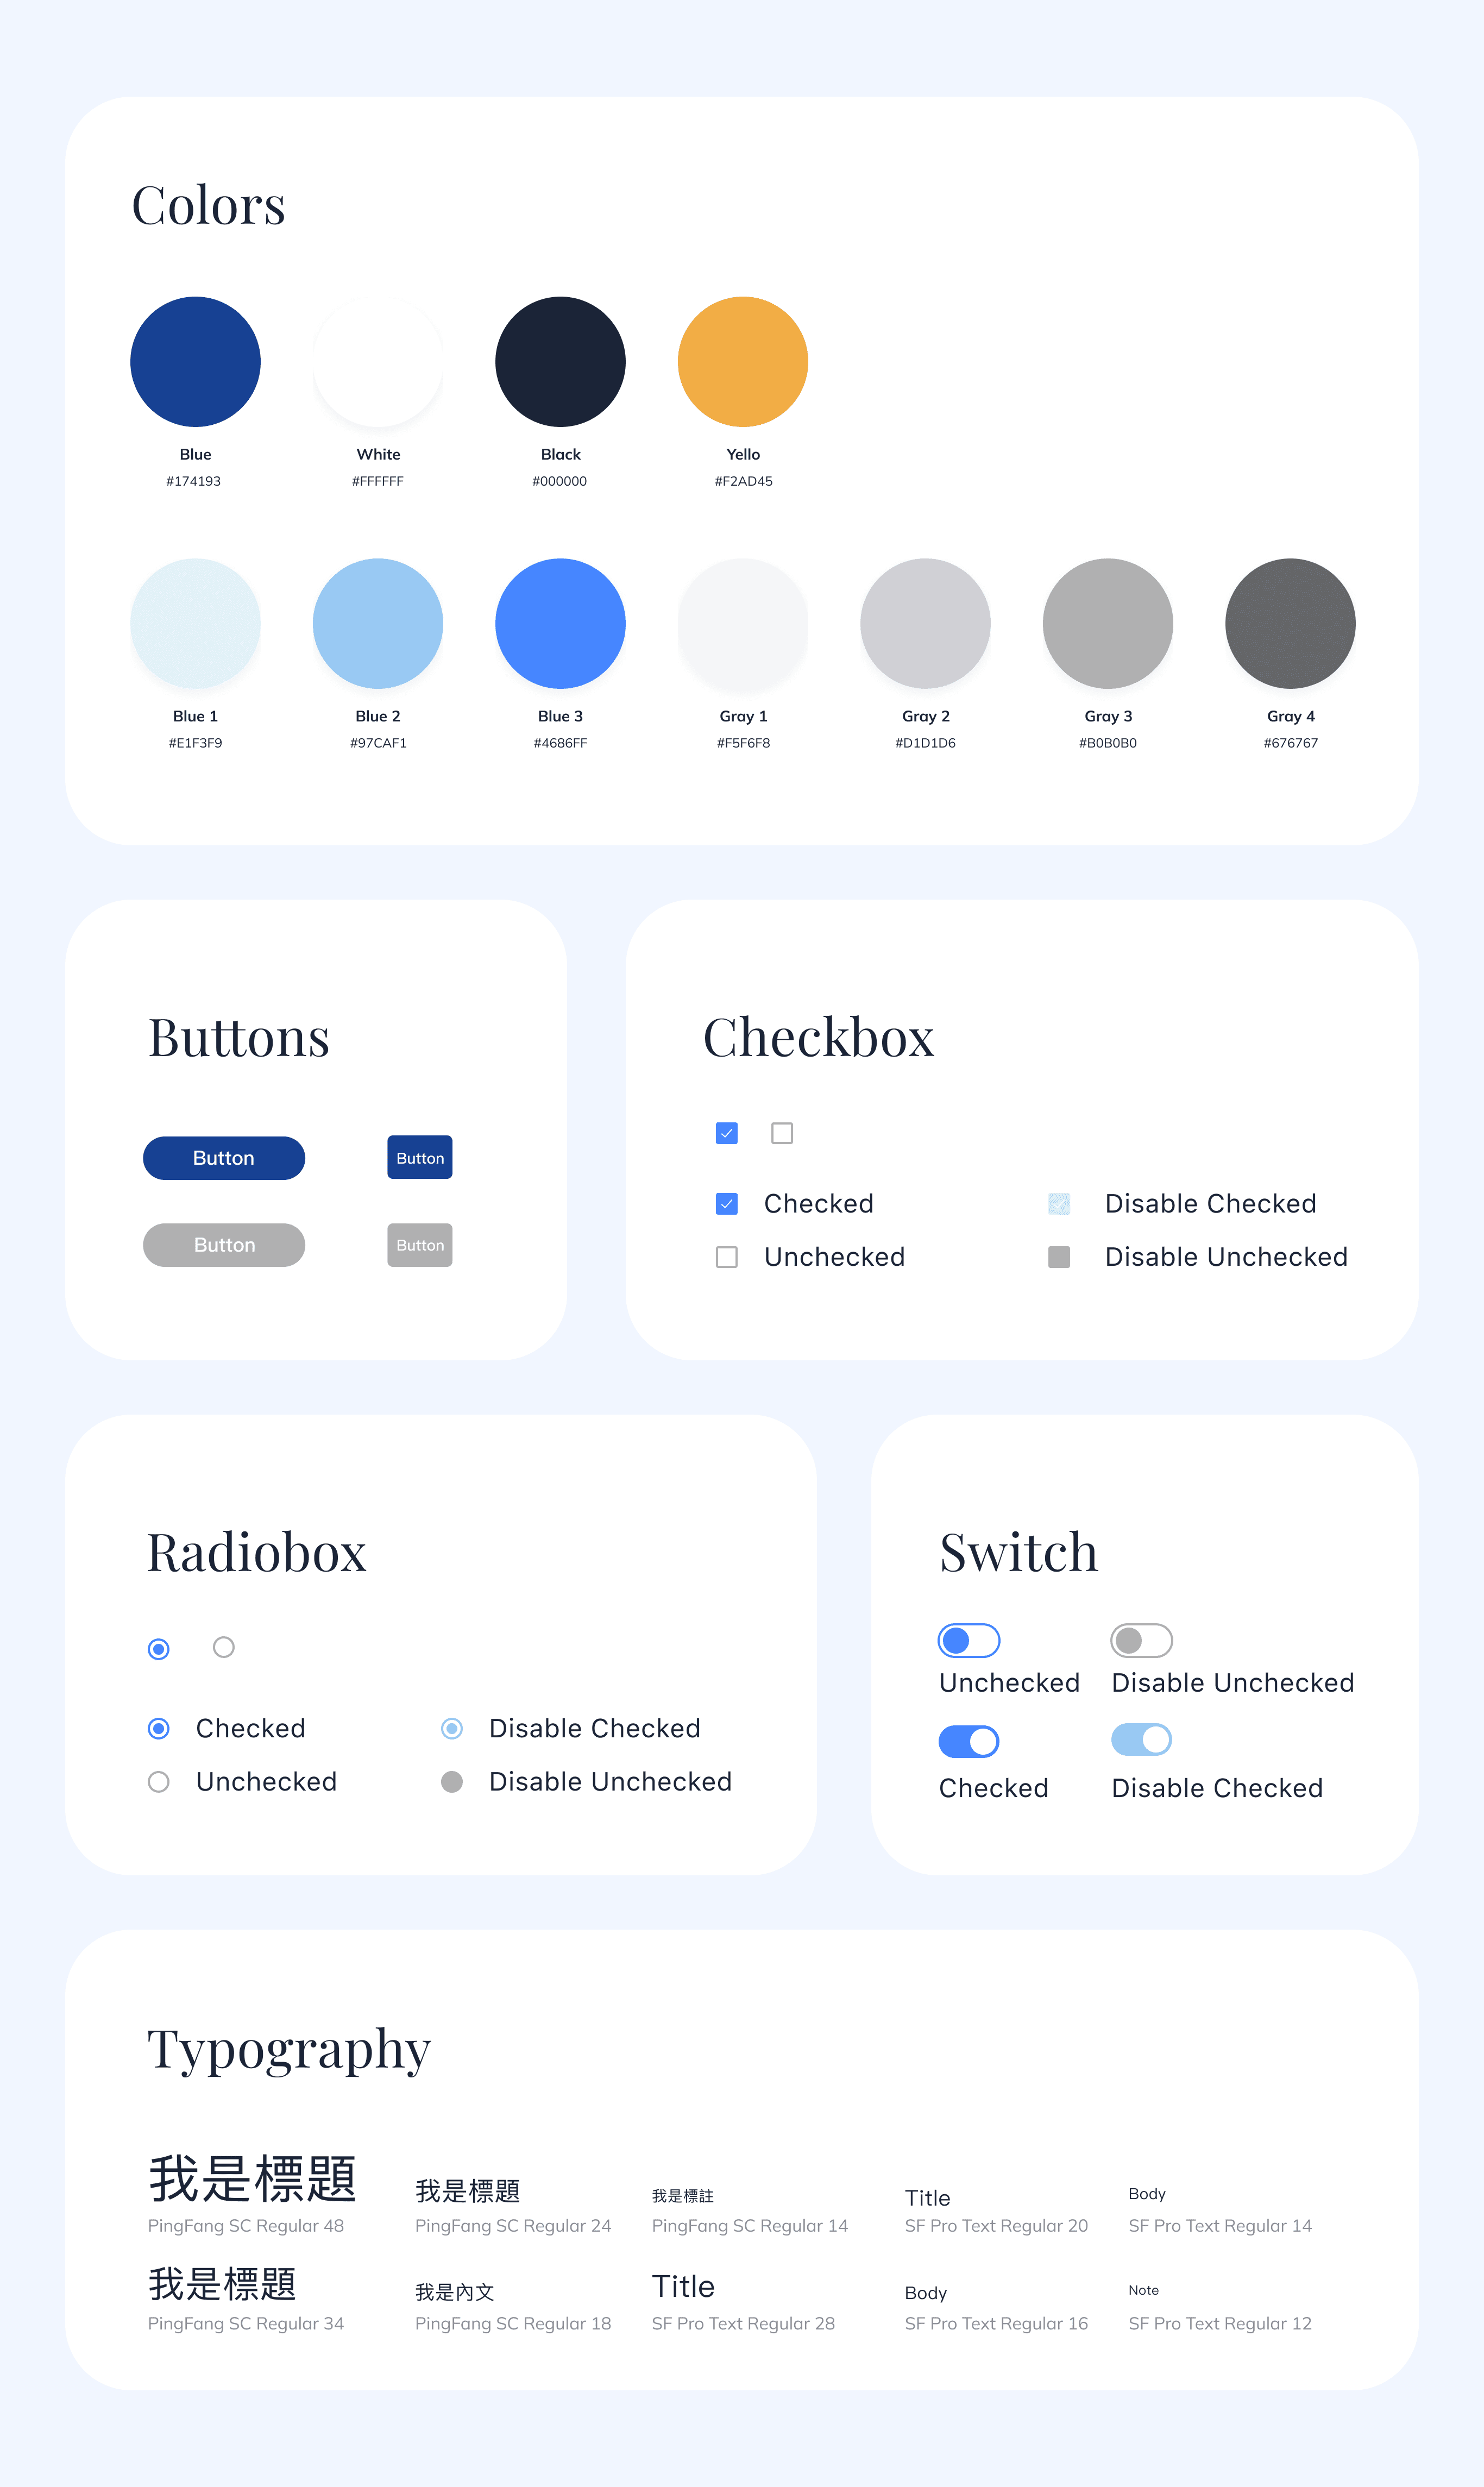 Colors
Blue
#174193
White
#FFFFFF
Black
#000000
Yello
#F2AD45
Blue 1
#E1F3F9
Blue 2
#97CAF1
Blue 3
#4686FF
Gray 1
#F5F6F8
Gray 2
#D1D1D6
Gray 3
#B0B0B0
Gray 4
#676767
Buttons
Button
Button
Button
Button
Checkbox
Checked
Disable Checked
Unchecked
Disable Unchecked
Radiobox
Checked
Disable Checked
Unchecked
Disable Unchecked
Switch
Unchecked
Disable Unchecked
Checked
Disable Checked
Typography
我是標題
PingFang SC Regular 48
我是標題
PingFang SC Regular 24
我是標註
PingFang SC Regular 14
Title
SF Pro Text Regular 20
Body
SF Pro Text Regular 14
我是標題
PingFang SC Regular 34
我是內文
PingFang SC Regular 18
Title
SF Pro Text Regular 28
Body
SF Pro Text Regular 16
Note
SF Pro Text Regular 12